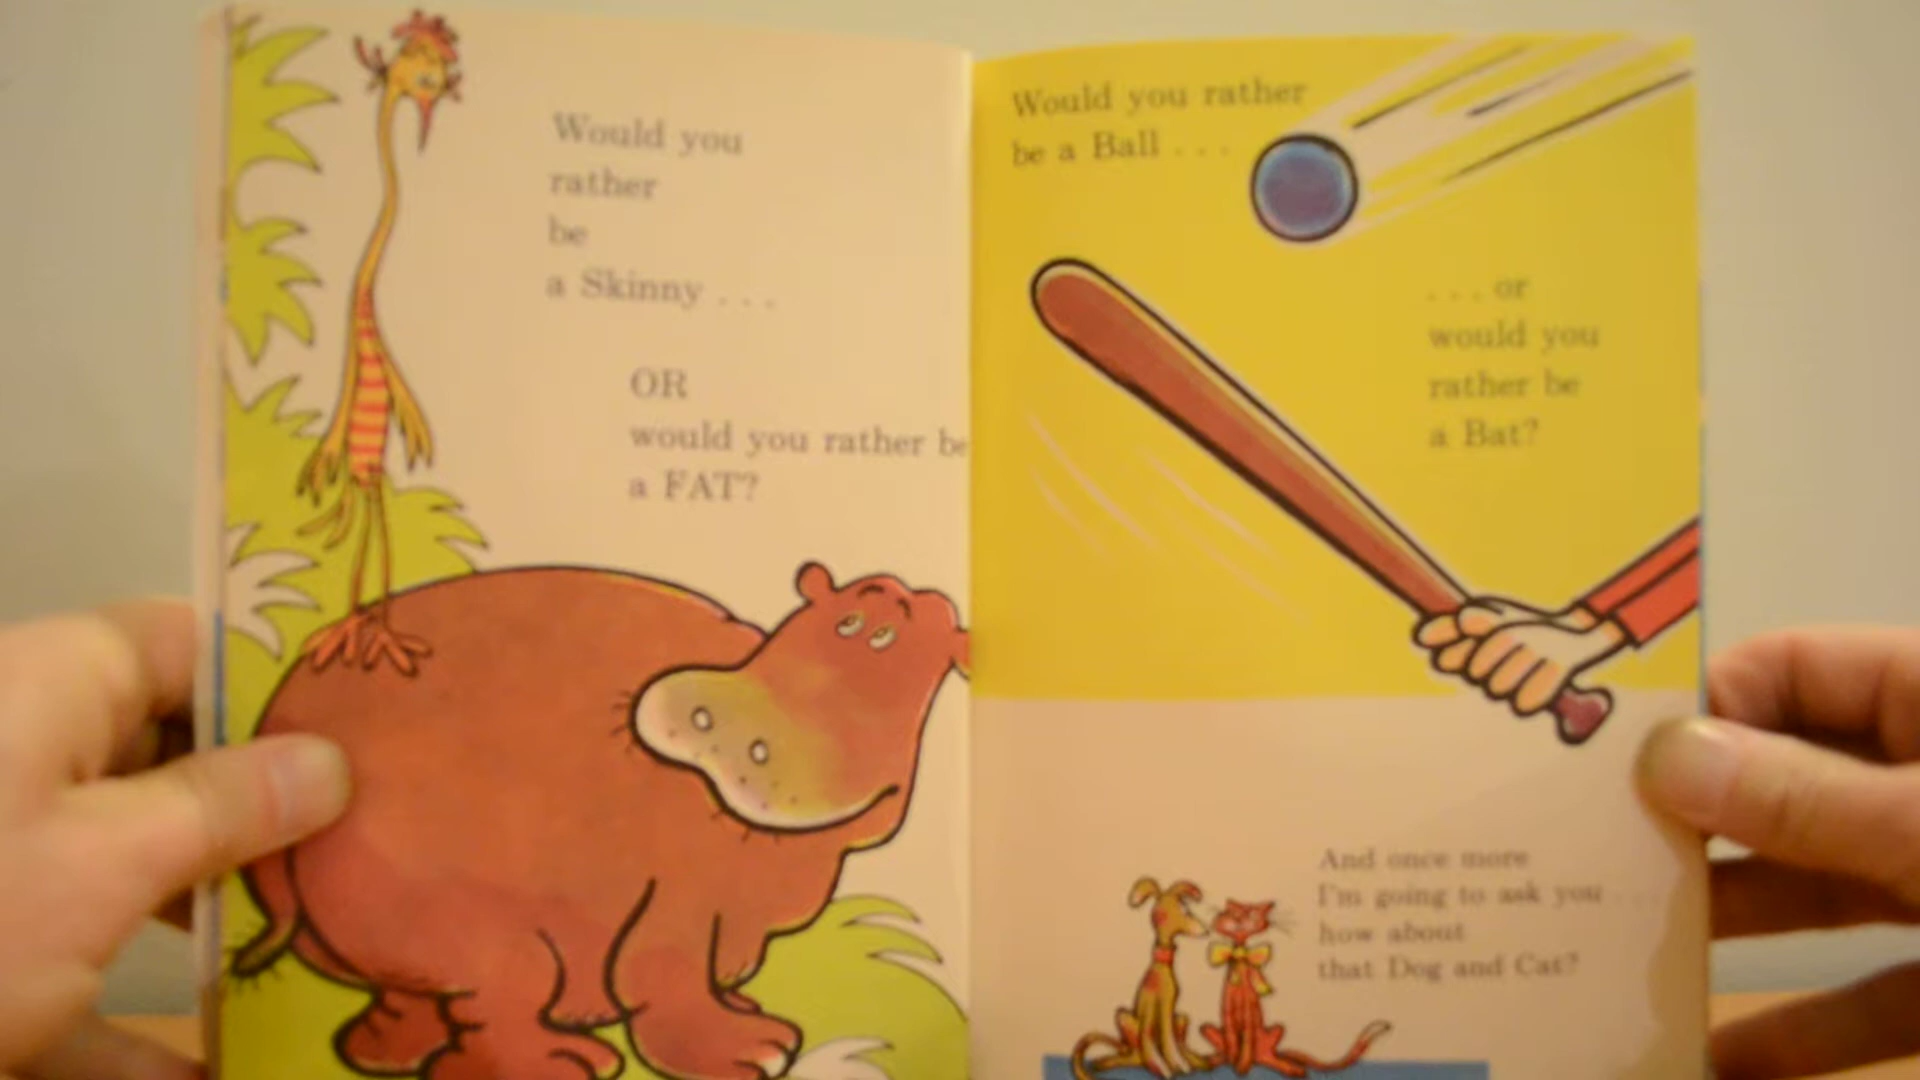 Would you
rather
be
a Skinny . . .
OR
would you rather be
a FAT?
Would you rather
be a Ball . . .
. . . or
would you
rather be
a Bat?
And once more
I'm going to ask you . . .
how about
that Dog and Cat?